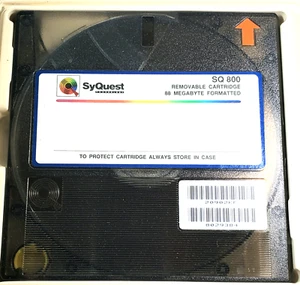 SyQuest
SQ 800
REMOVABLE CARTRIDGE
88 MEGABYTE FORMATTED
TO PROTECT CARTRIDGE ALWAYS STORE IN CASE